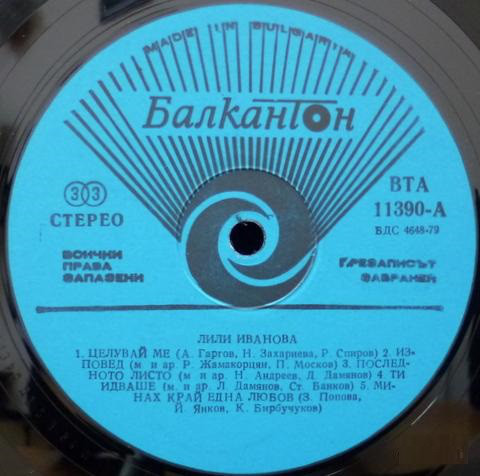 MADE IN BULGARIA
Балкантон
33
СТЕРЕО
ВТА
11390-А
БДС 4648-79
ВСИЧКИ
ПРАВА
ЗАПАЗЕНИ
ПРЕЗАПИСЪТ
ЗАБРАНЕН
ЛИЛИ ИВАНОВА
1. ЦЕЛУВАЙ МЕ (А. Гаргов, Н. Захариева, Р. Спиров) 2. ИЗ-
ПОВЕД (м. и ар. Р. Жамакорцян, П. Москов) 3. ПОСЛЕД-
НОТО ЛИСТО (м и ар. Н. Андреев, Д. Дамянов) 4. ТИ
ИДВАШЕ (м. и ар. Л. Дамянов, Ст. Банков) 5. МИ-
НАХ КРАЙ ЕДНА ЛЮБОВ (З. Попова,
Й. Янков, К. Бирбучуков)